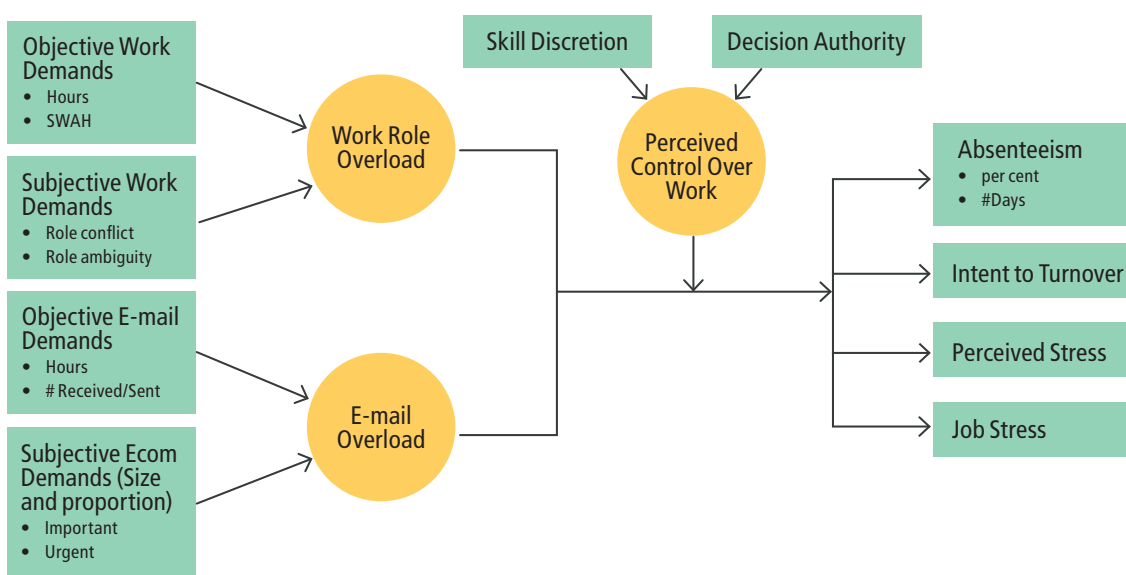 Objective Work
Demands
• Hours
• SWAH
Subjective Work
Demands
• Role conflict
• Role ambiguity
Objective E-mail
Demands
• Hours
• # Received/Sent
Subjective Ecom
Demands (Size
and proportion)
• Important
• Urgent
Work Role
Overload
E-mail
Overload
Skill Discretion
Decision Authority
Perceived
Control Over
Work
Absenteeism
• per cent
• #Days
Intent to Turnover
Perceived Stress
Job Stress